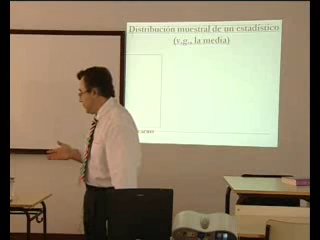 Distribución muestral de un estadístico
(v.g., la media)